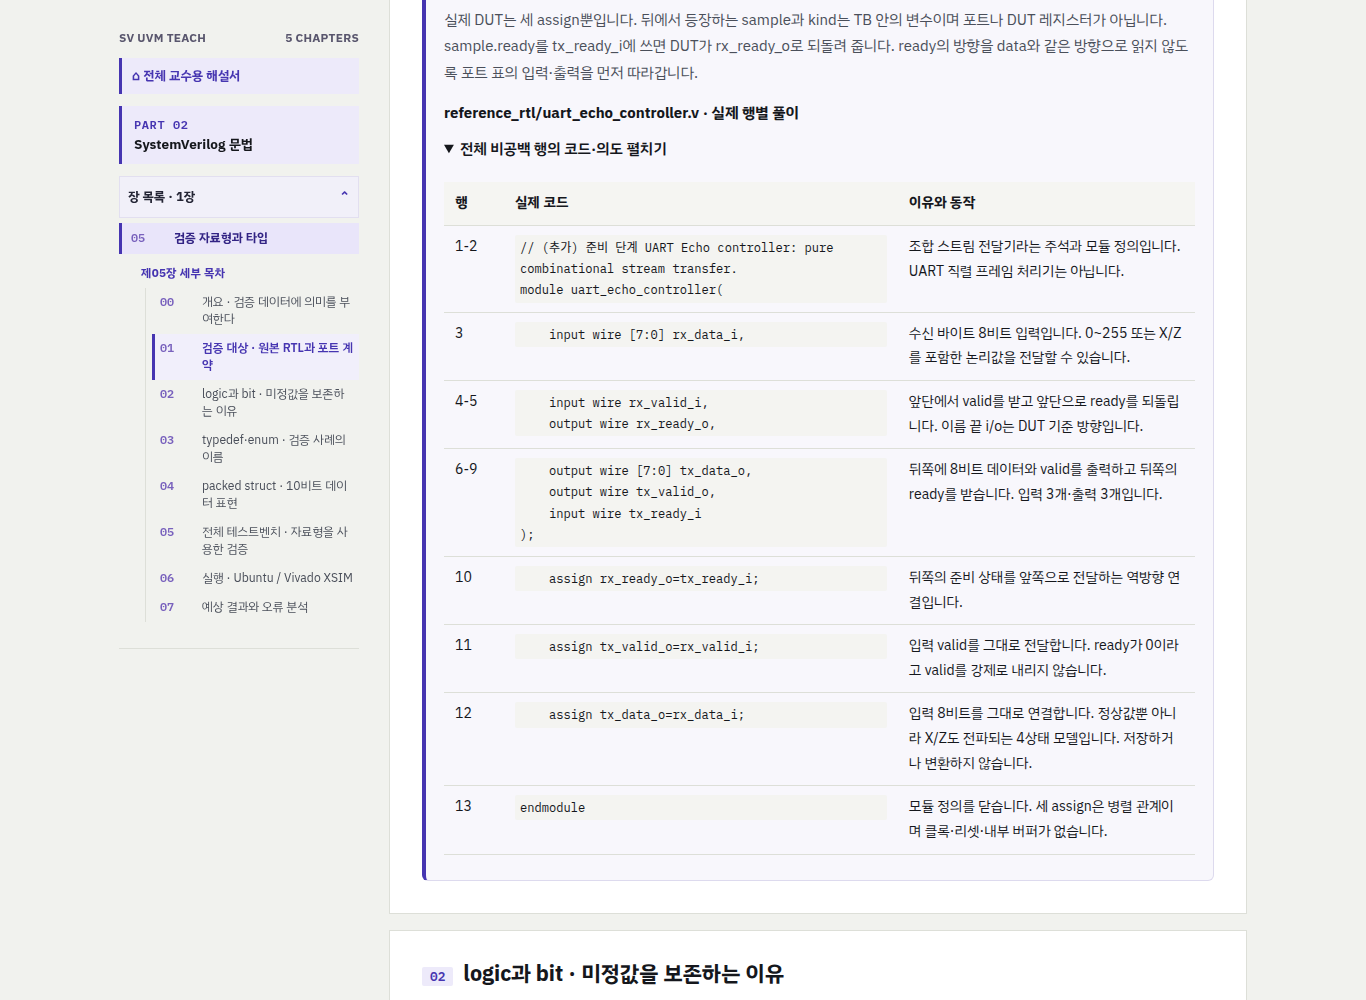 SV UVM TEACH
5 CHAPTERS
⌂ 전체 교수용 해설서
PART 02
SystemVerilog 문법
장 목록 · 1장
05 검증 자료형과 타입
제05장 세부 목차
00 개요 · 검증 데이터에 의미를 부
여한다
01 검증 대상 · 원본 RTL과 포트 계
약
02 logic과 bit · 미정값을 보존하
는 이유
03 typedef·enum · 검증 사례의
이름
04 packed struct · 10비트 데이
터 표현
05 전체 테스트벤치 · 자료형을 사
용한 검증
06 실행 · Ubuntu / Vivado XSIM
07 예상 결과와 오류 분석
실제 DUT는 세 assign뿐입니다. 뒤에서 등장하는 sample과 kind는 TB 안의 변수이며 포트나 DUT 레지스터가 아닙니다.
sample.ready를 tx_ready_i에 쓰면 DUT가 rx_ready_o로 되돌려 줍니다. ready의 방향을 data와 같은 방향으로 읽지 않도
록 포트 표의 입력·출력을 먼저 따라갑니다.
reference_rtl/uart_echo_controller.v · 실제 행별 풀이
▼ 전체 비공백 행의 코드·의도 펼치기
행 실제 코드 이유와 동작
1-2
// (추가) 준비 단계 UART Echo controller: pure
combinational stream transfer.
module uart_echo_controller(
조합 스트림 전달기라는 주석과 모듈 정의입니다.
UART 직렬 프레임 처리기는 아닙니다.
3
input wire [7:0] rx_data_i,
수신 바이트 8비트 입력입니다. 0~255 또는 X/Z
를 포함한 논리값을 전달할 수 있습니다.
4-5
input wire rx_valid_i,
output wire rx_ready_o,
앞단에서 valid를 받고 앞단으로 ready를 되돌립
니다. 이름 끝 i/o는 DUT 기준 방향입니다.
6-9
output wire [7:0] tx_data_o,
output wire tx_valid_o,
input wire tx_ready_i
);
뒤쪽에 8비트 데이터와 valid를 출력하고 뒤쪽의
ready를 받습니다. 입력 3개·출력 3개입니다.
10
assign rx_ready_o=tx_ready_i;
뒤쪽의 준비 상태를 앞쪽으로 전달하는 역방향 연
결입니다.
11
assign tx_valid_o=rx_valid_i;
입력 valid를 그대로 전달합니다. ready가 0이라
고 valid를 강제로 내리지 않습니다.
12
assign tx_data_o=rx_data_i;
입력 8비트를 그대로 연결합니다. 정상값뿐 아니
라 X/Z도 전파되는 4상태 모델입니다. 저장하거
나 변환하지 않습니다.
13
endmodule
모듈 정의를 닫습니다. 세 assign은 병렬 관계이
며 클록·리셋·내부 버퍼가 없습니다.
02 logic과 bit · 미정값을 보존하는 이유